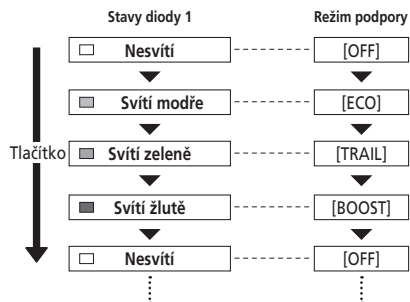 Stavy diody 1 Režim podpory
Nesvítí [OFF]
Svítí modře [ECO]
Tlačítko Svítí zeleně [TRAIL]
Svítí žlutě [BOOST]
Nesvítí [OFF]